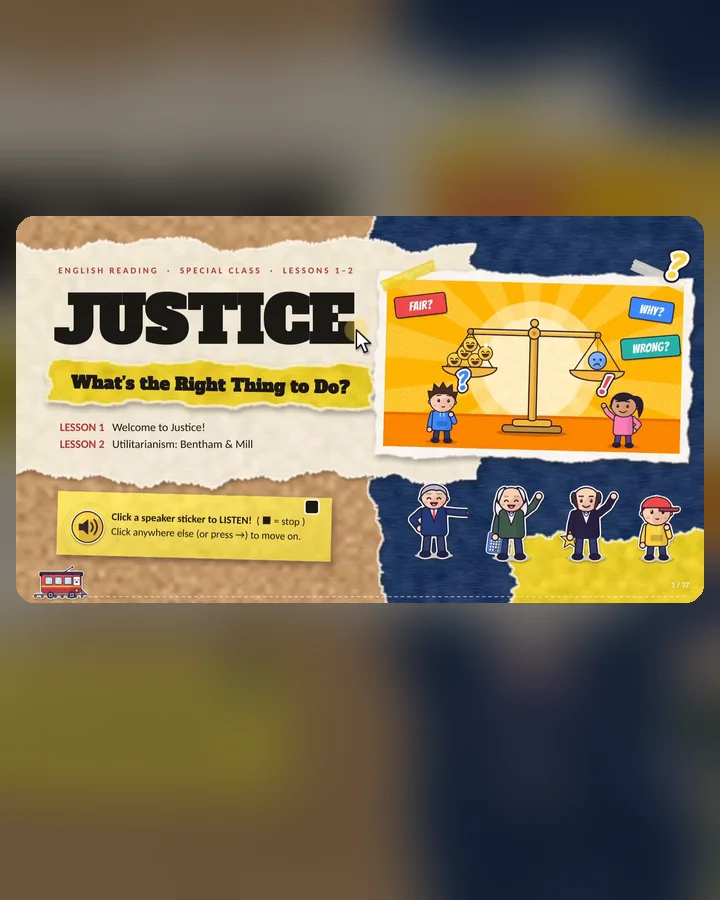 ENGLISH READING · SPECIAL CLASS · LESSONS 1–2
JUSTICE
What's the Right Thing to Do?
LESSON 1 Welcome to Justice!
LESSON 2 Utilitarianism: Bentham & Mill
Click a speaker sticker to LISTEN! ( ■ = stop )
Click anywhere else (or press →) to move on.
?
FAIR?
WHY?
WRONG?
?
!
1 / 37